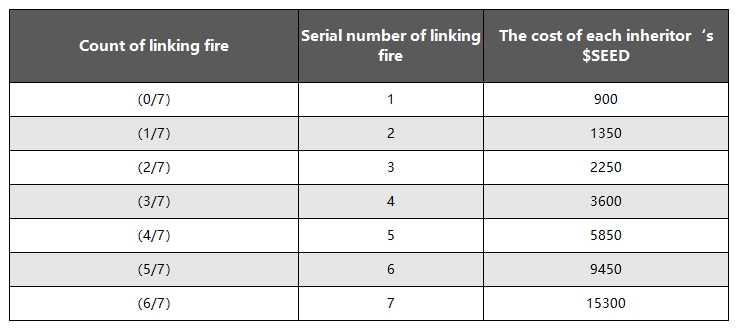 Count of linking fire
Serial number of linking
fire
The cost of each inheritor‘s
$SEED
(0/7) 1 900
(1/7) 2 1350
(2/7) 3 2250
(3/7) 4 3600
(4/7) 5 5850
(5/7) 6 9450
(6/7) 7 15300